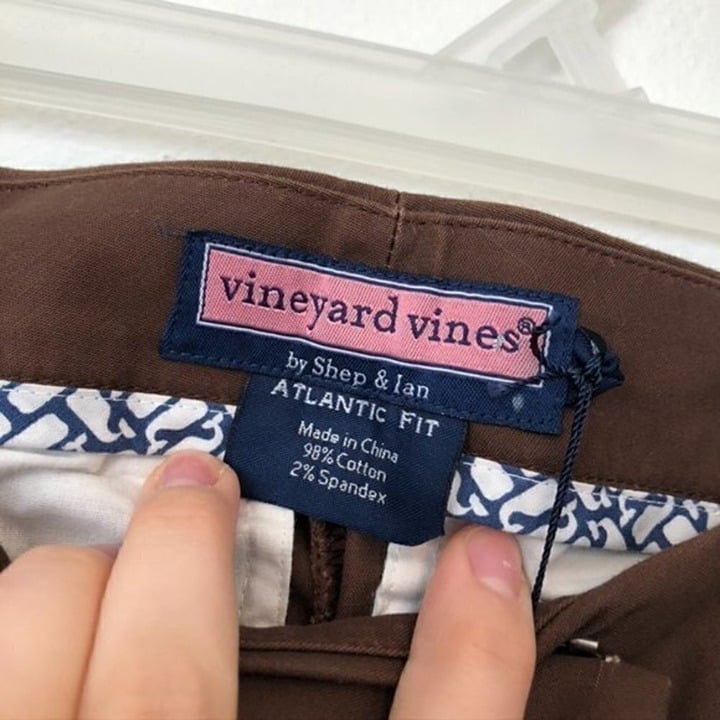 vineyard vines®
by Shep & Ian
ATLANTIC FIT
Made in China
98% Cotton
2% Spandex